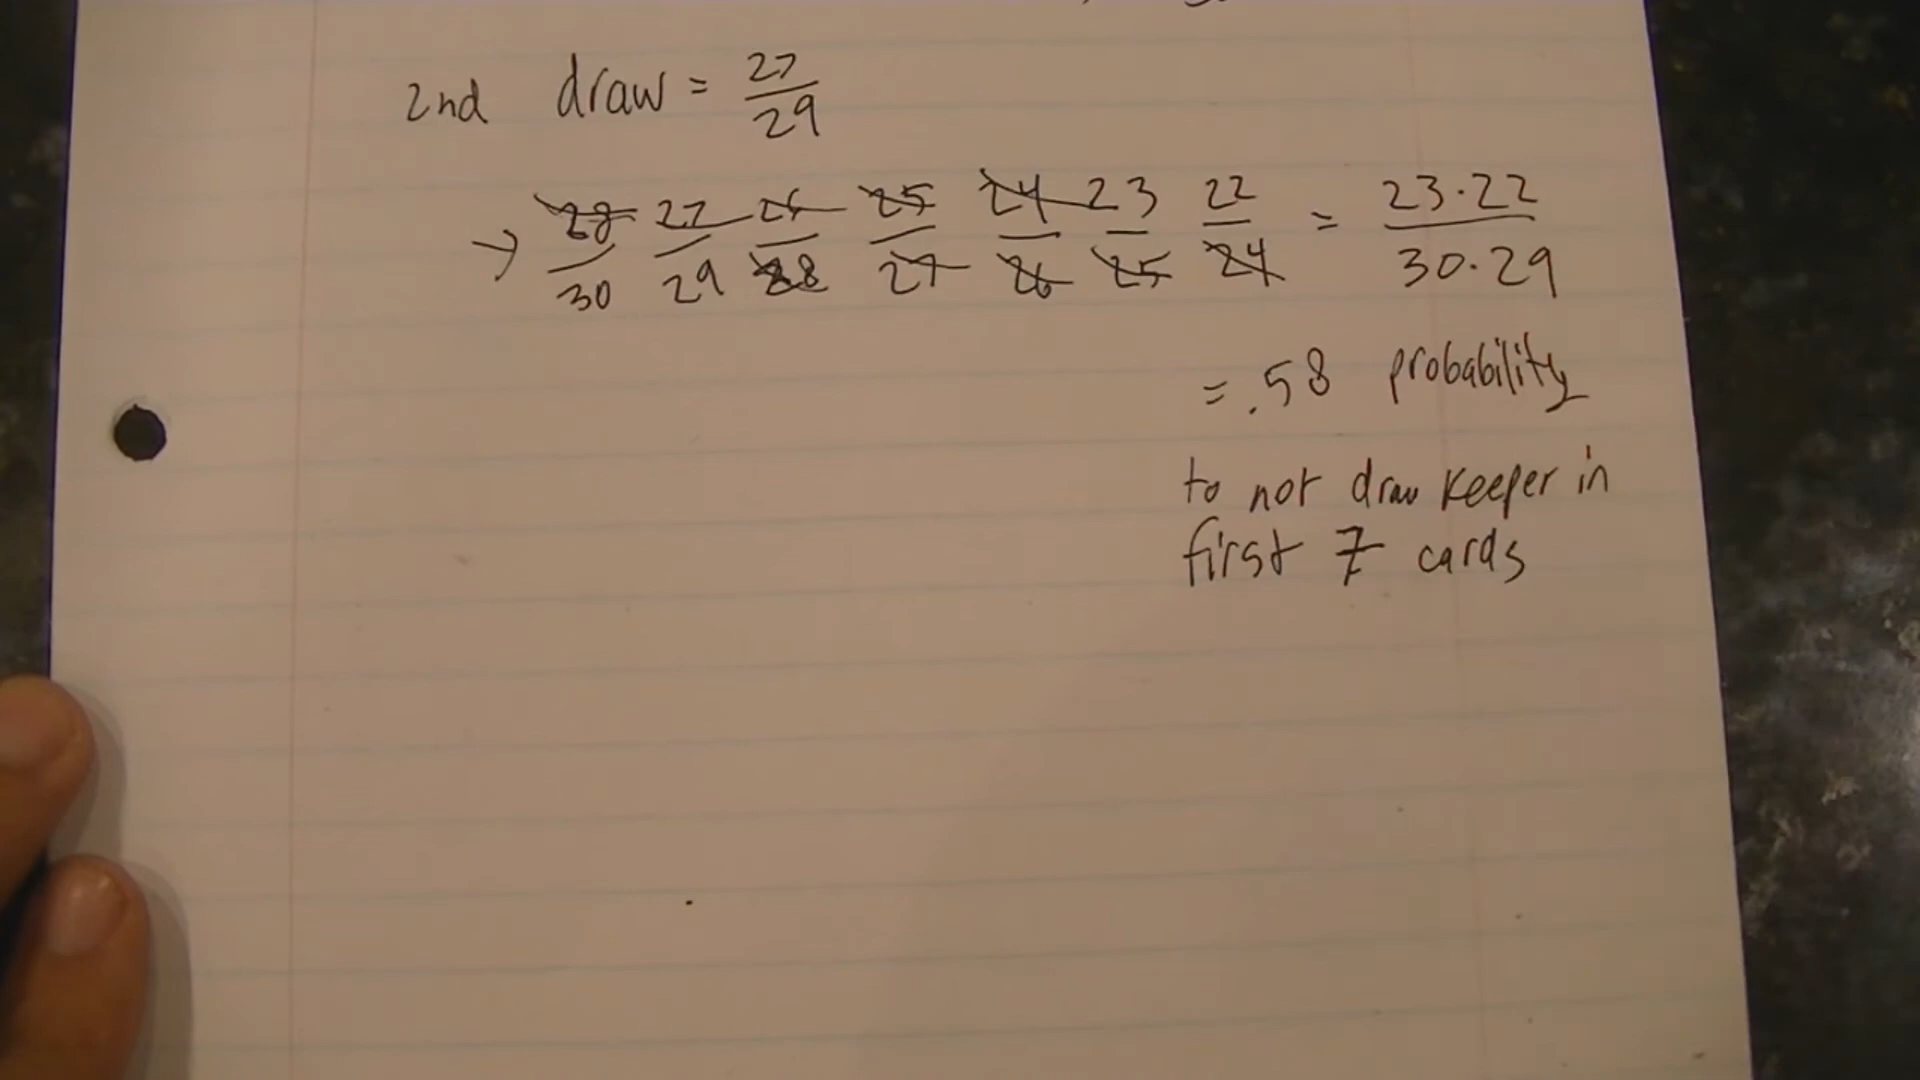 2nd draw = 27/29
→ 28/30 27/29 26/28 25/27 24/26 23/25 22/24 = 23·22/30·29
= .58 probability
to not draw Keeper in
first 7 cards